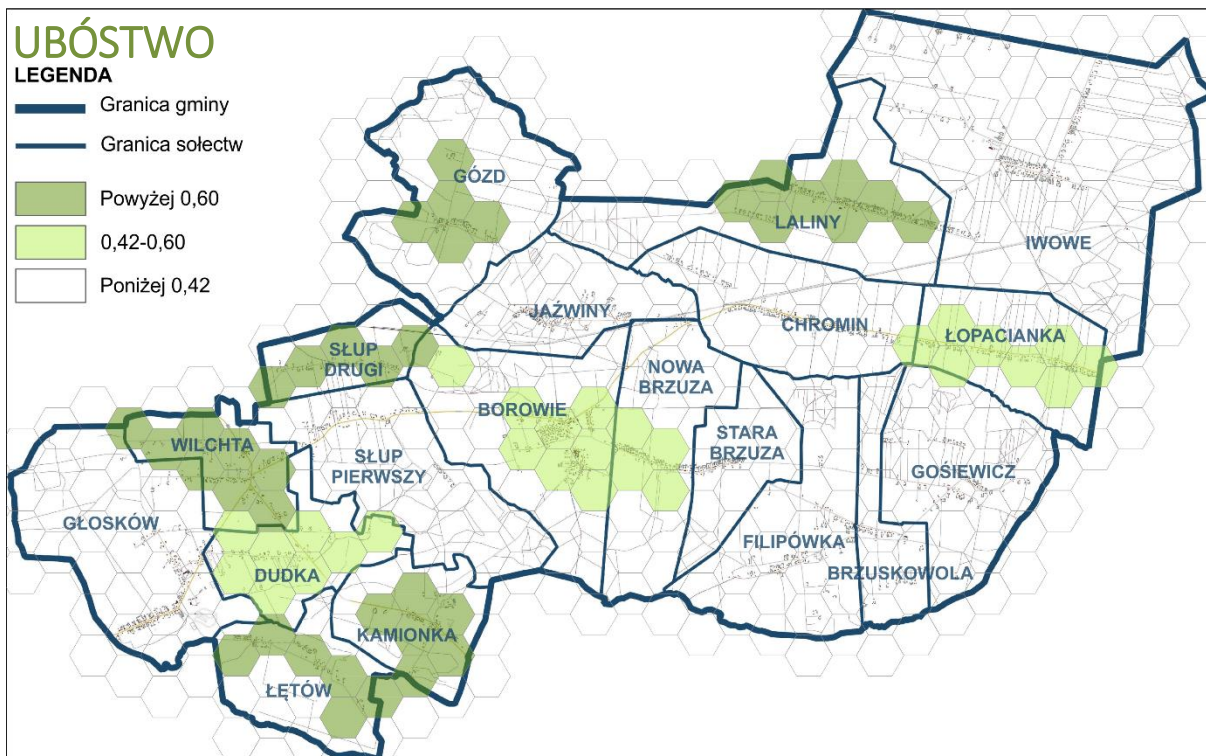 UBÓSTWO
LEGENDA
Granica gminy
Granica sołectw
Powyżej 0,60
0,42-0,60
Poniżej 0,42
GÓZD
LALINY
IWOWE
JAŹWINY
CHROMIN
ŁOPACIANKA
SŁUP
DRUGI
NOWA
BRZUZA
BOROWIE
STARA
BRZUZA
WILCHTA
SŁUP
PIERWSZY
GOŚIEWICZ
GŁOSKÓW
FILIPÓWKA
DUDKA
BRZUSKOWOLA
KAMIONKA
ŁĘTÓW